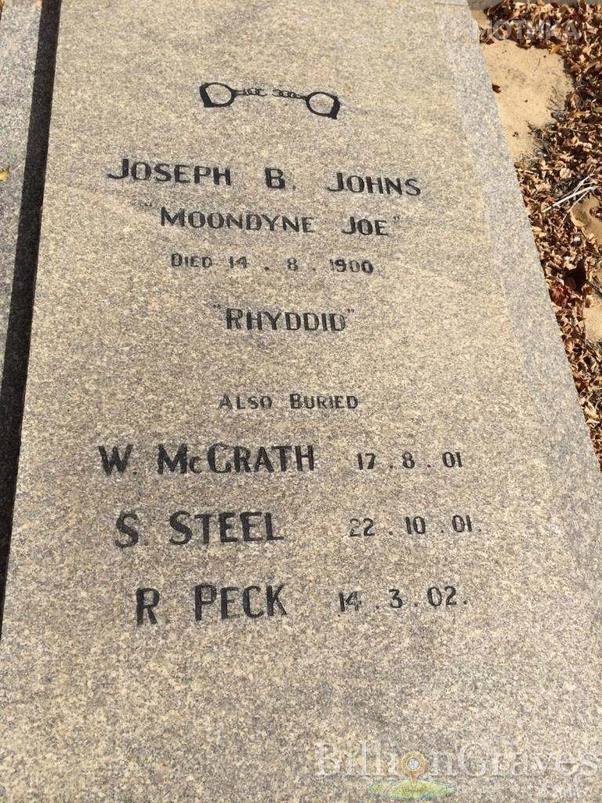 JOSEPH B. JOHNS
"MOONDYNE JOE"
DIED 14 . 8 . 1900
"RHYDDID"
ALSO BURIED
W. McGRATH 17 . 8 . 01
S. STEEL 22 . 10 . 01.
R. PECK 14 . 3 . 02.
BillionGraves